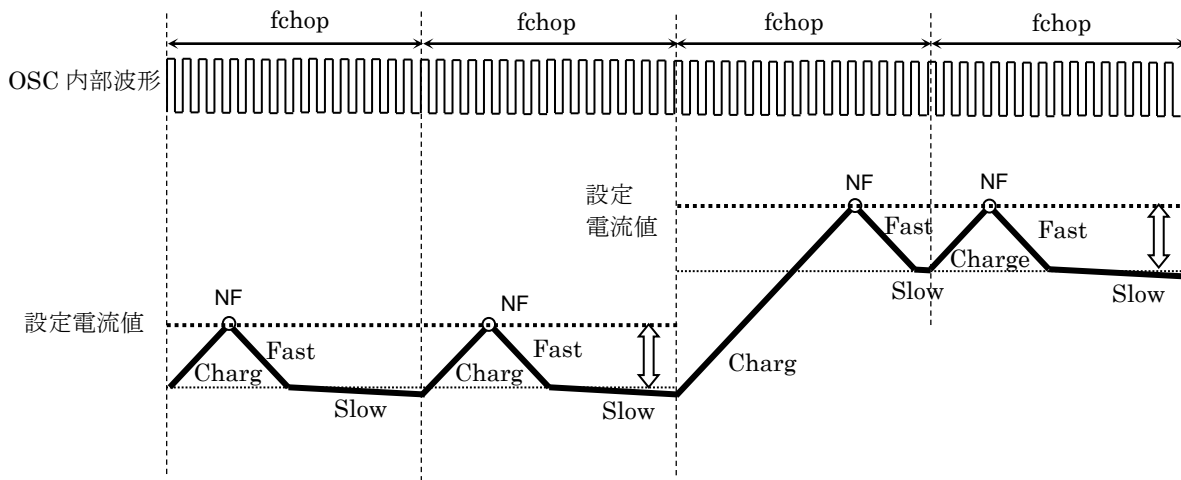 fchop fchop fchop fchop
OSC 内部波形
設定
電流値
NF NF
Fast Fast
Charge
Slow Slow
NF NF
設定電流値
Fast Fast
Charg Charg Charg
Slow Slow